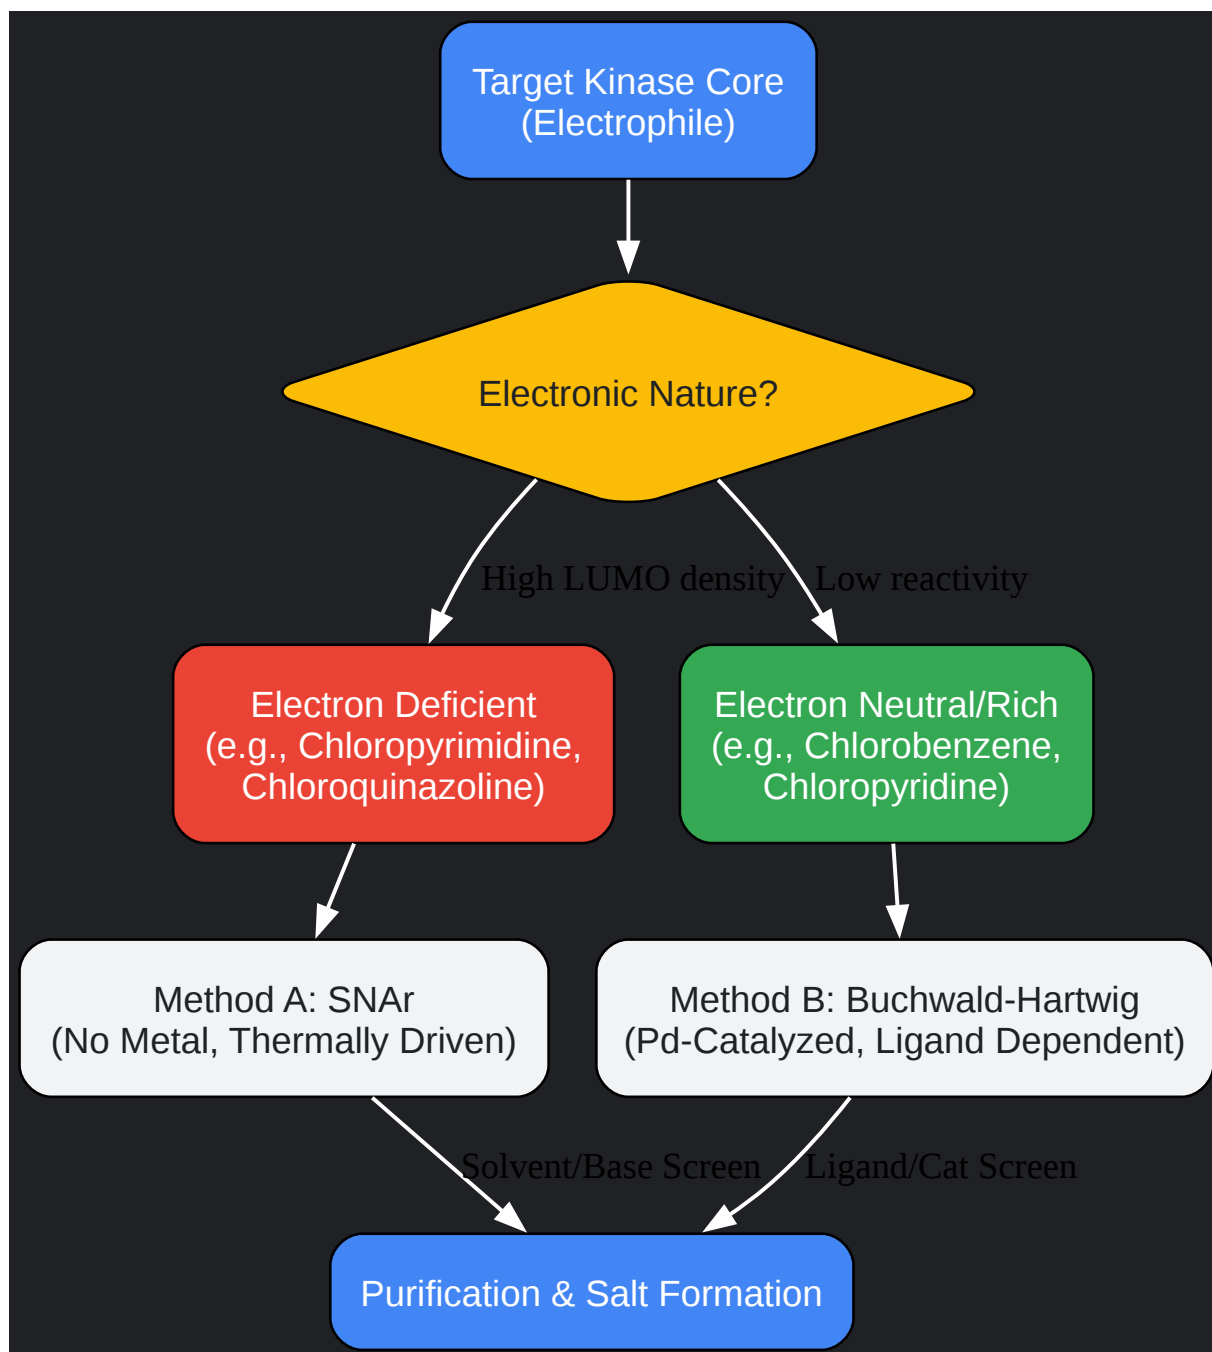 Target Kinase Core
(Electrophile)
Electronic Nature?
High LUMO density
Low reactivity
Electron Deficient
(e.g., Chloropyrimidine,
Chloroquinazoline)
Electron Neutral/Rich
(e.g., Chlorobenzene,
Chloropyridine)
Method A: SNAr
(No Metal, Thermally Driven)
Method B: Buchwald-Hartwig
(Pd-Catalyzed, Ligand Dependent)
Solvent/Base Screen
Ligand/Cat Screen
Purification & Salt Formation